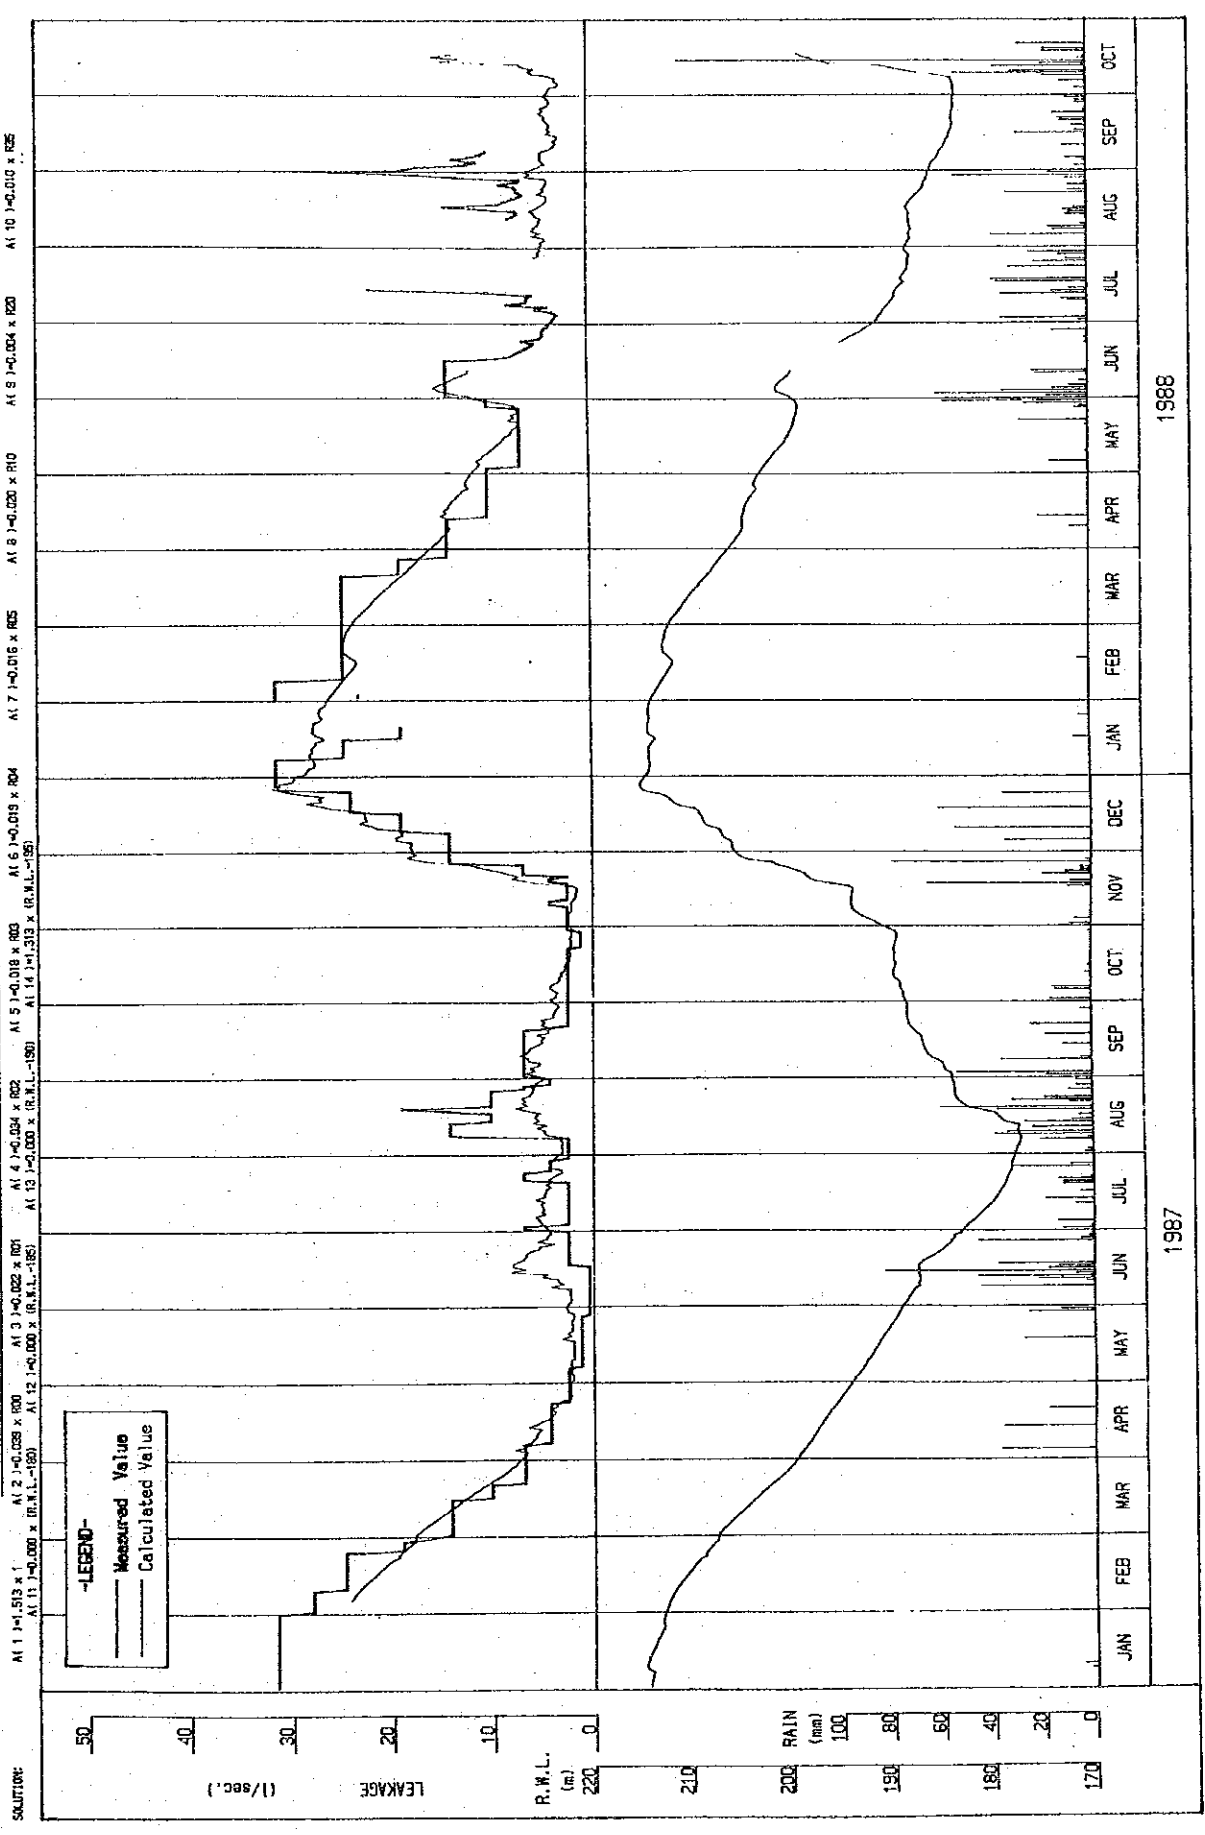 SOLUTION:
A( 1 )=1.513 x 1 A( 2 )=0.039 x R00 A( 3 )=0.022 x R01 A( 4 )=0.034 x R02 A( 5 )=0.018 x R03 A( 6 )=0.019 x R04 A( 7 )=0.016 x R05 A( 8 )=0.020 x R10 A( 9 )=0.004 x R20 A( 10 )=0.010 x R35
A( 11 )=0.000 x (R.W.L.-180) A( 12 )=0.000 x (R.W.L.-185) A( 13 )=0.000 x (R.W.L.-190) A( 14 )=1.313 x (R.W.L.-195)
-LEGEND-
Measured Value
Calculated Value
50
40
30
20
10
0
LEAKAGE (l/sec.)
R.W.L.
(m)
220
210
200
190
180
170
RAIN
(mm)
100
80
60
40
20
0
JAN FEB MAR APR MAY JUN JUL AUG SEP OCT NOV DEC JAN FEB MAR APR MAY JUN JUL AUG SEP OCT
1987 1988